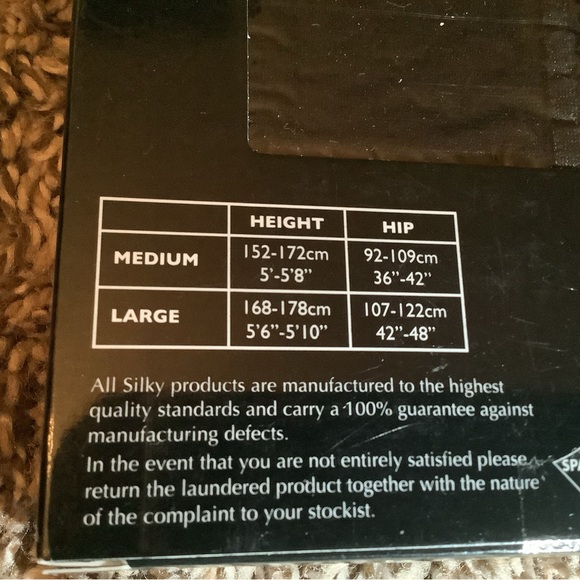 HEIGHT HIP
MEDIUM 152-172cm 92-109cm
5'-5'8" 36"-42"
LARGE 168-178cm 107-122cm
5'6"-5'10" 42"-48"
All Silky products are manufactured to the highest
quality standards and carry a 100% guarantee against
manufacturing defects.
In the event that you are not entirely satisfied please
return the laundered product together with the nature
of the complaint to your stockist.